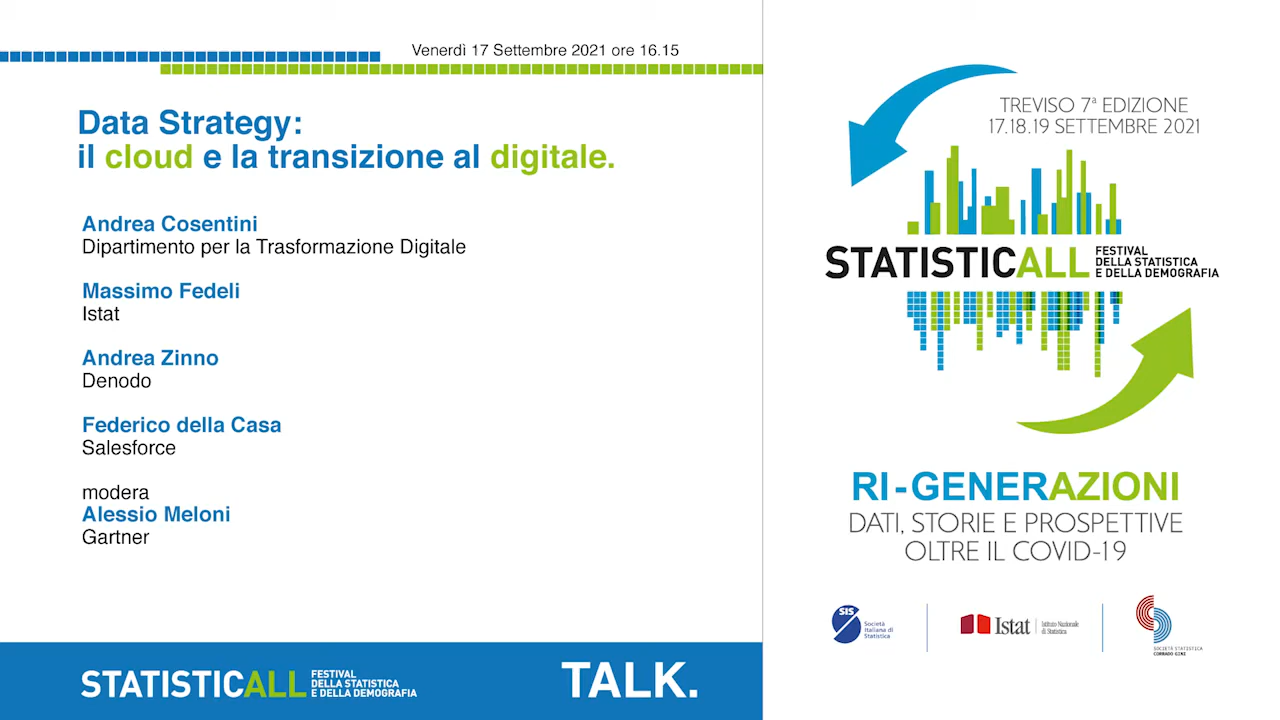 Venerdì 17 Settembre 2021 ore 16.15
Data Strategy:
il cloud e la transizione al digitale.
Andrea Cosentini
Dipartimento per la Trasformazione Digitale
Massimo Fedeli
Istat
Andrea Zinno
Denodo
Federico della Casa
Salesforce
modera
Alessio Meloni
Gartner
STATISTICALL
FESTIVAL
DELLA STATISTICA
E DELLA DEMOGRAFIA
TALK.
TREVISO 7ª EDIZIONE
17.18.19 SETTEMBRE 2021
STATISTICALL
FESTIVAL
DELLA STATISTICA
E DELLA DEMOGRAFIA
RI-GENERAZIONI
DATI, STORIE E PROSPETTIVE
OLTRE IL COVID-19
SIS
Società
Italiana di
Statistica
Istat
Istituto Nazionale
di Statistica
SOCIETÀ STATISTICA
CORRADO GINI